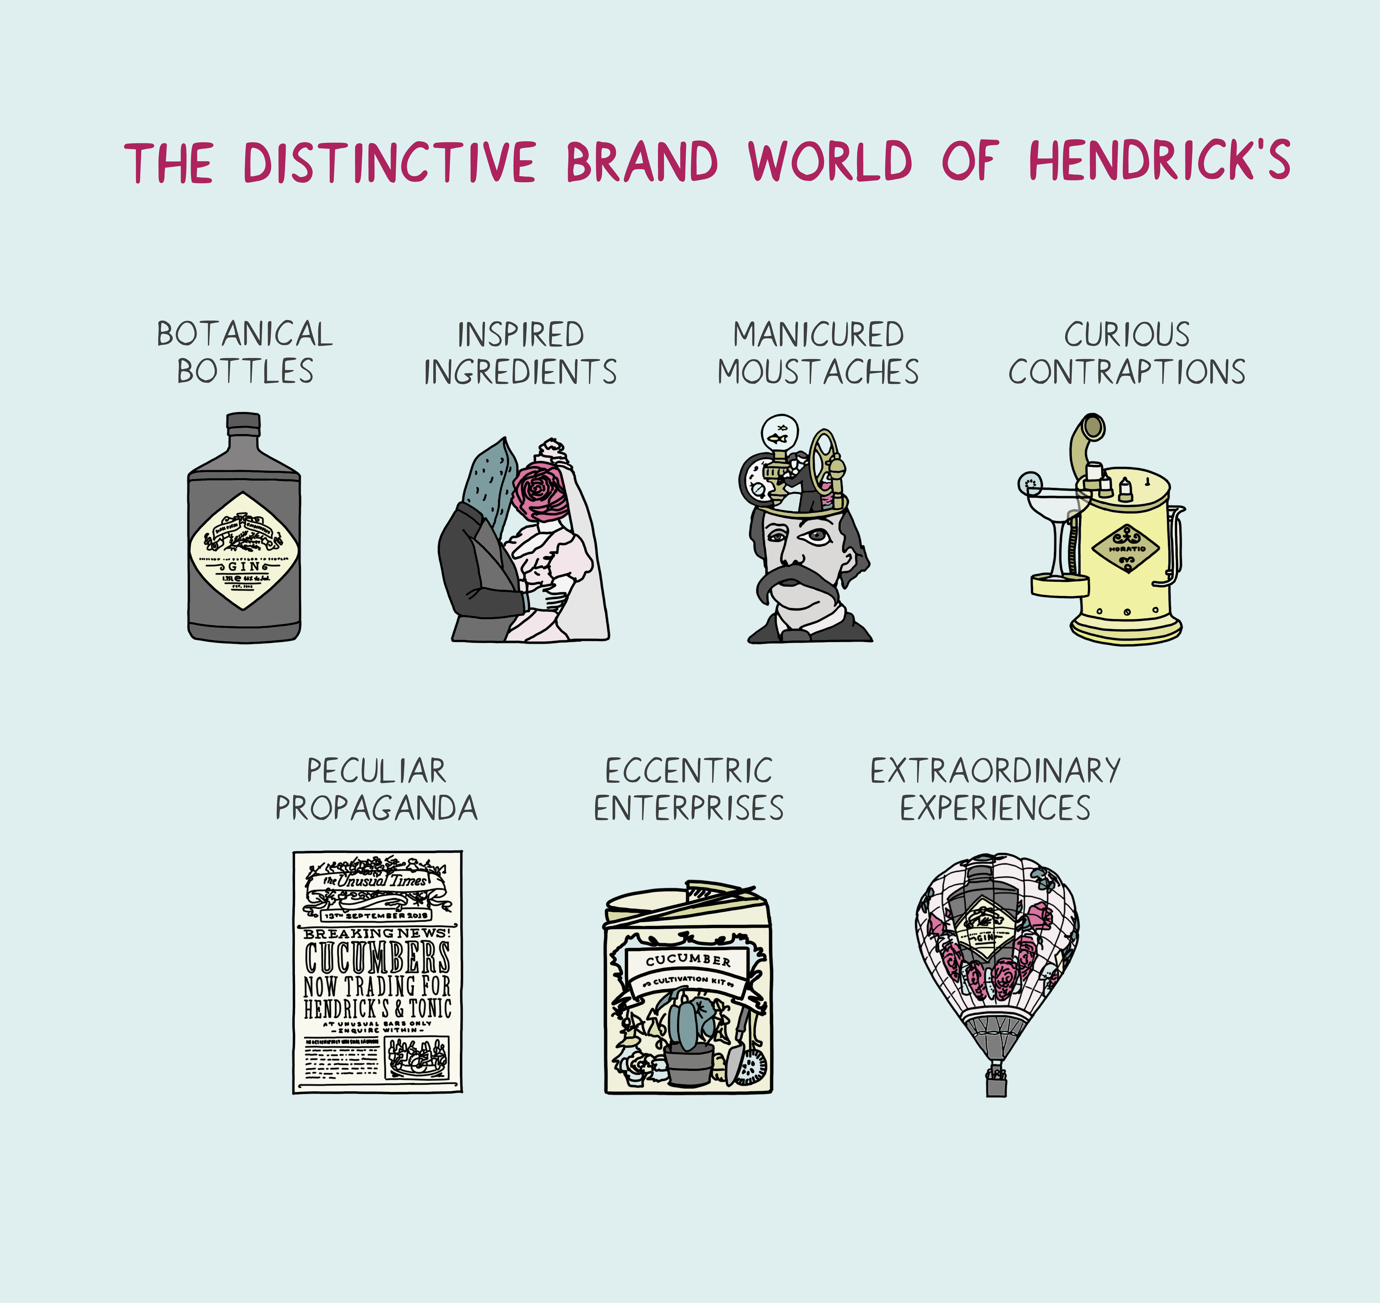 THE DISTINCTIVE BRAND WORLD OF HENDRICK'S
BOTANICAL
BOTTLES
INSPIRED
INGREDIENTS
MANICURED
MOUSTACHES
CURIOUS
CONTRAPTIONS
GIN
HORATIO
PECULIAR
PROPAGANDA
ECCENTRIC
ENTERPRISES
EXTRAORDINARY
EXPERIENCES
the Unusual Times
13TH SEPTEMBER 2018
BREAKING NEWS!
CUCUMBERS
NOW TRADING FOR
HENDRICK'S & TONIC
AT UNUSUAL BARS ONLY
-INQUIRE WITHIN-
CUCUMBER
CULTIVATION KIT
GIN